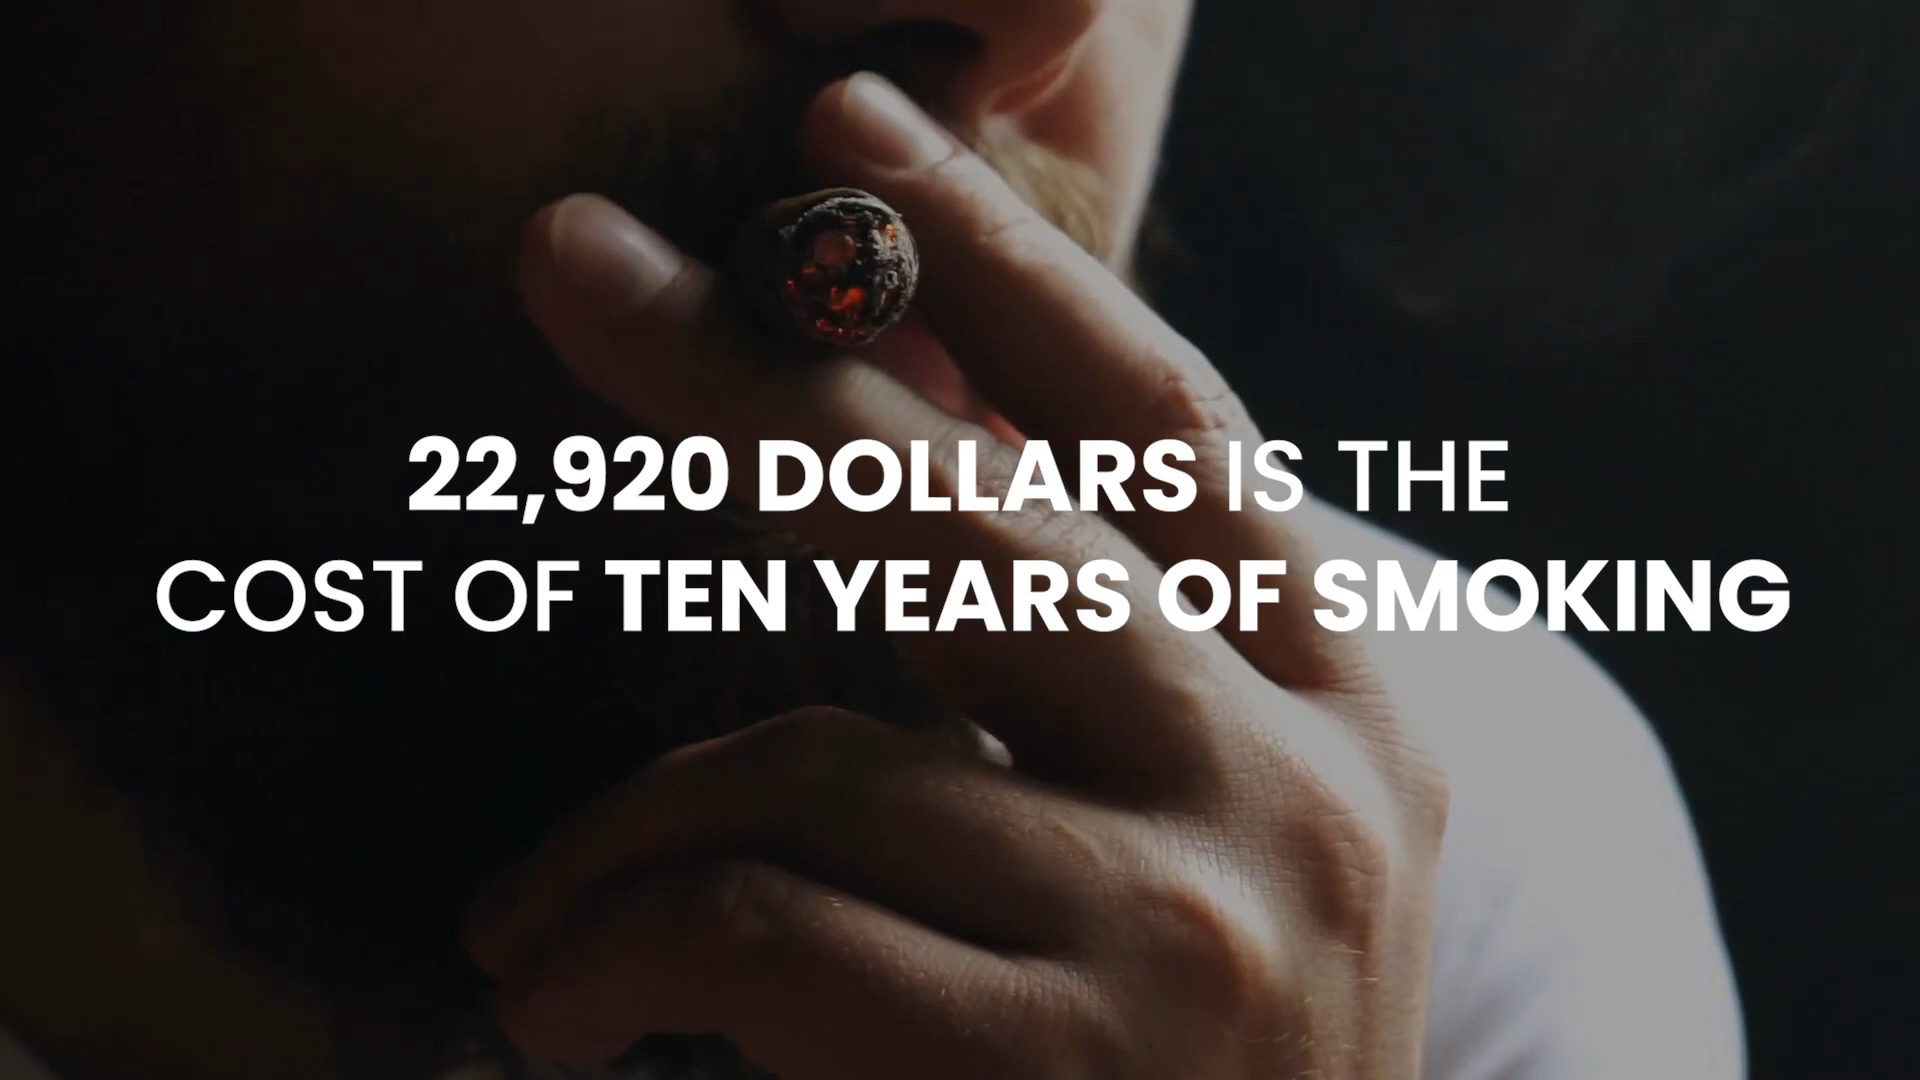 22,920 DOLLARS IS THE
COST OF TEN YEARS OF SMOKING